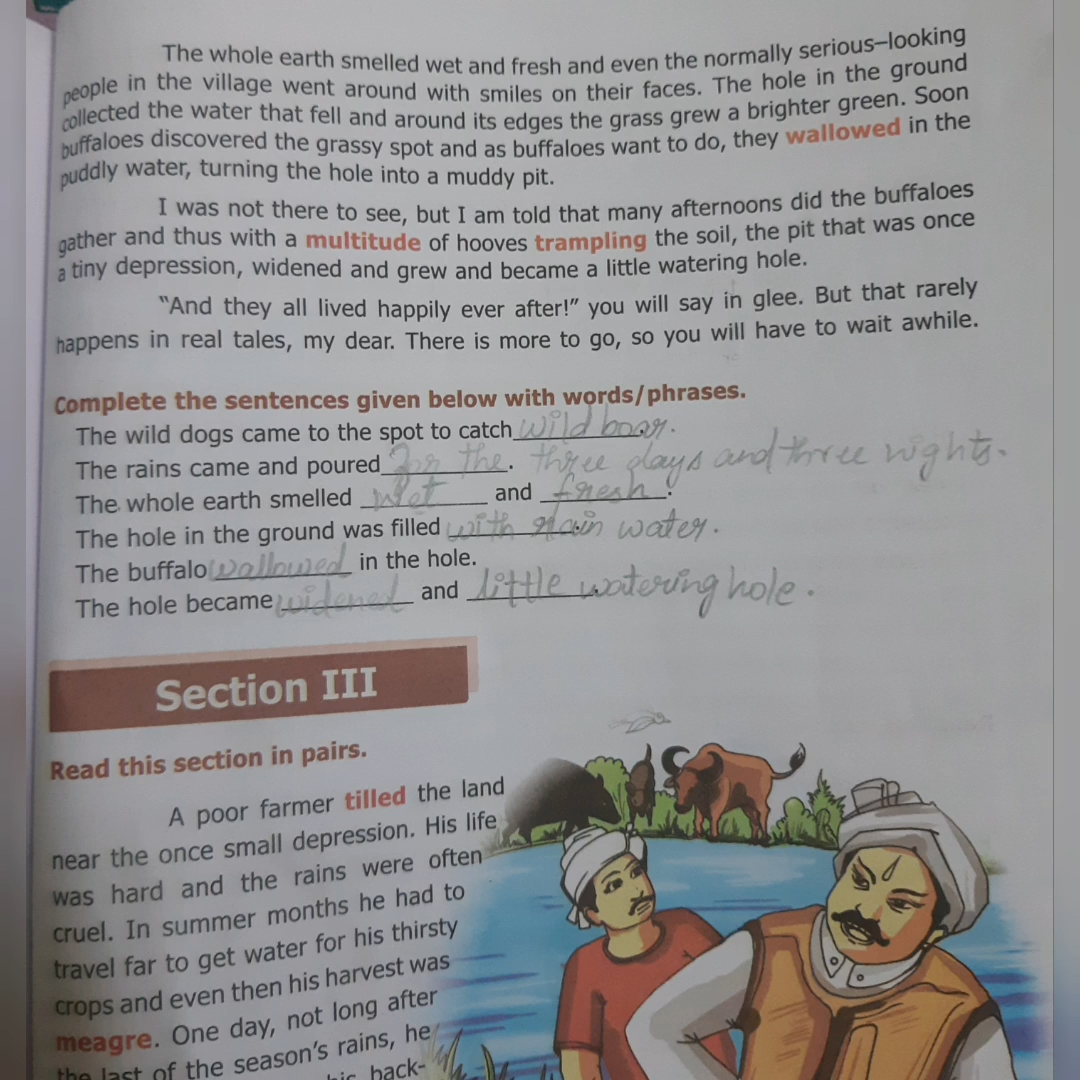 The whole earth smelled wet and fresh and even the normally serious–looking
people in the village went around with smiles on their faces. The hole in the ground
collected the water that fell and around its edges the grass grew a brighter green. Soon
buffaloes discovered the grassy spot and as buffaloes want to do, they wallowed in the
puddly water, turning the hole into a muddy pit.
I was not there to see, but I am told that many afternoons did the buffaloes
gather and thus with a multitude of hooves trampling the soil, the pit that was once
a tiny depression, widened and grew and became a little watering hole.
“And they all lived happily ever after!” you will say in glee. But that rarely
happens in real tales, my dear. There is more to go, so you will have to wait awhile.
Complete the sentences given below with words/phrases.
The wild dogs came to the spot to catch wild boar.
The rains came and poured for the. three days and three nights.
The whole earth smelled wet and fresh.
The hole in the ground was filled with rain water.
The buffalo wallowed in the hole.
The hole became widened and little watering hole.
Section III
Read this section in pairs.
A poor farmer tilled the land
near the once small depression. His life
was hard and the rains were often
cruel. In summer months he had to
travel far to get water for his thirsty
crops and even then his harvest was
meagre. One day, not long after
the last of the season’s rains, he
his back-